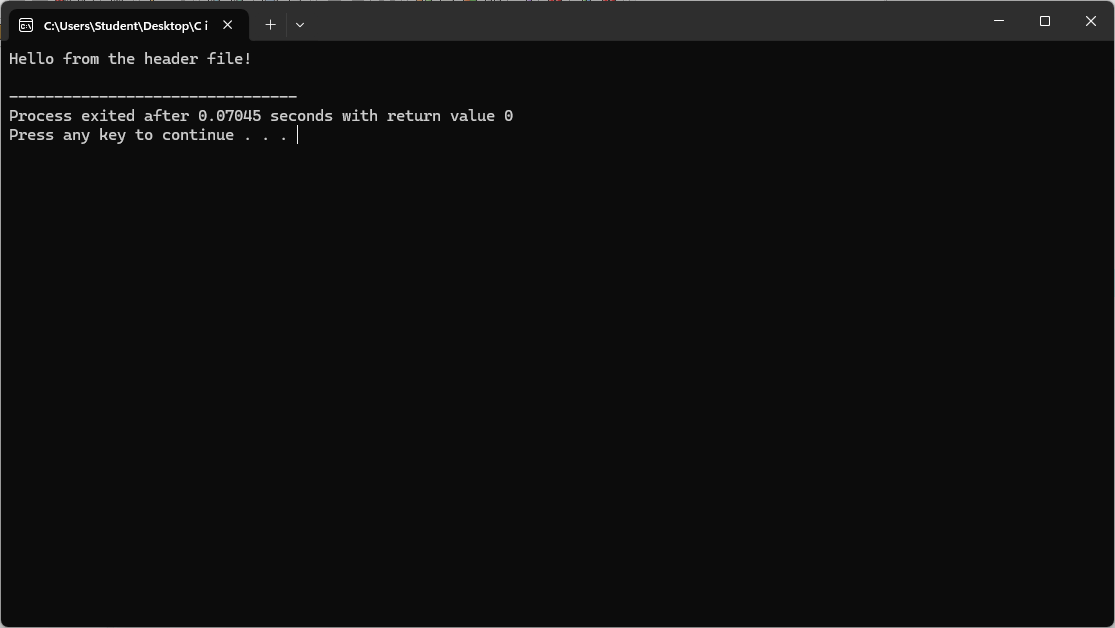 C:\Users\Student\Desktop\C i
Hello from the header file!
--------------------------------
Process exited after 0.07045 seconds with return value 0
Press any key to continue . . .